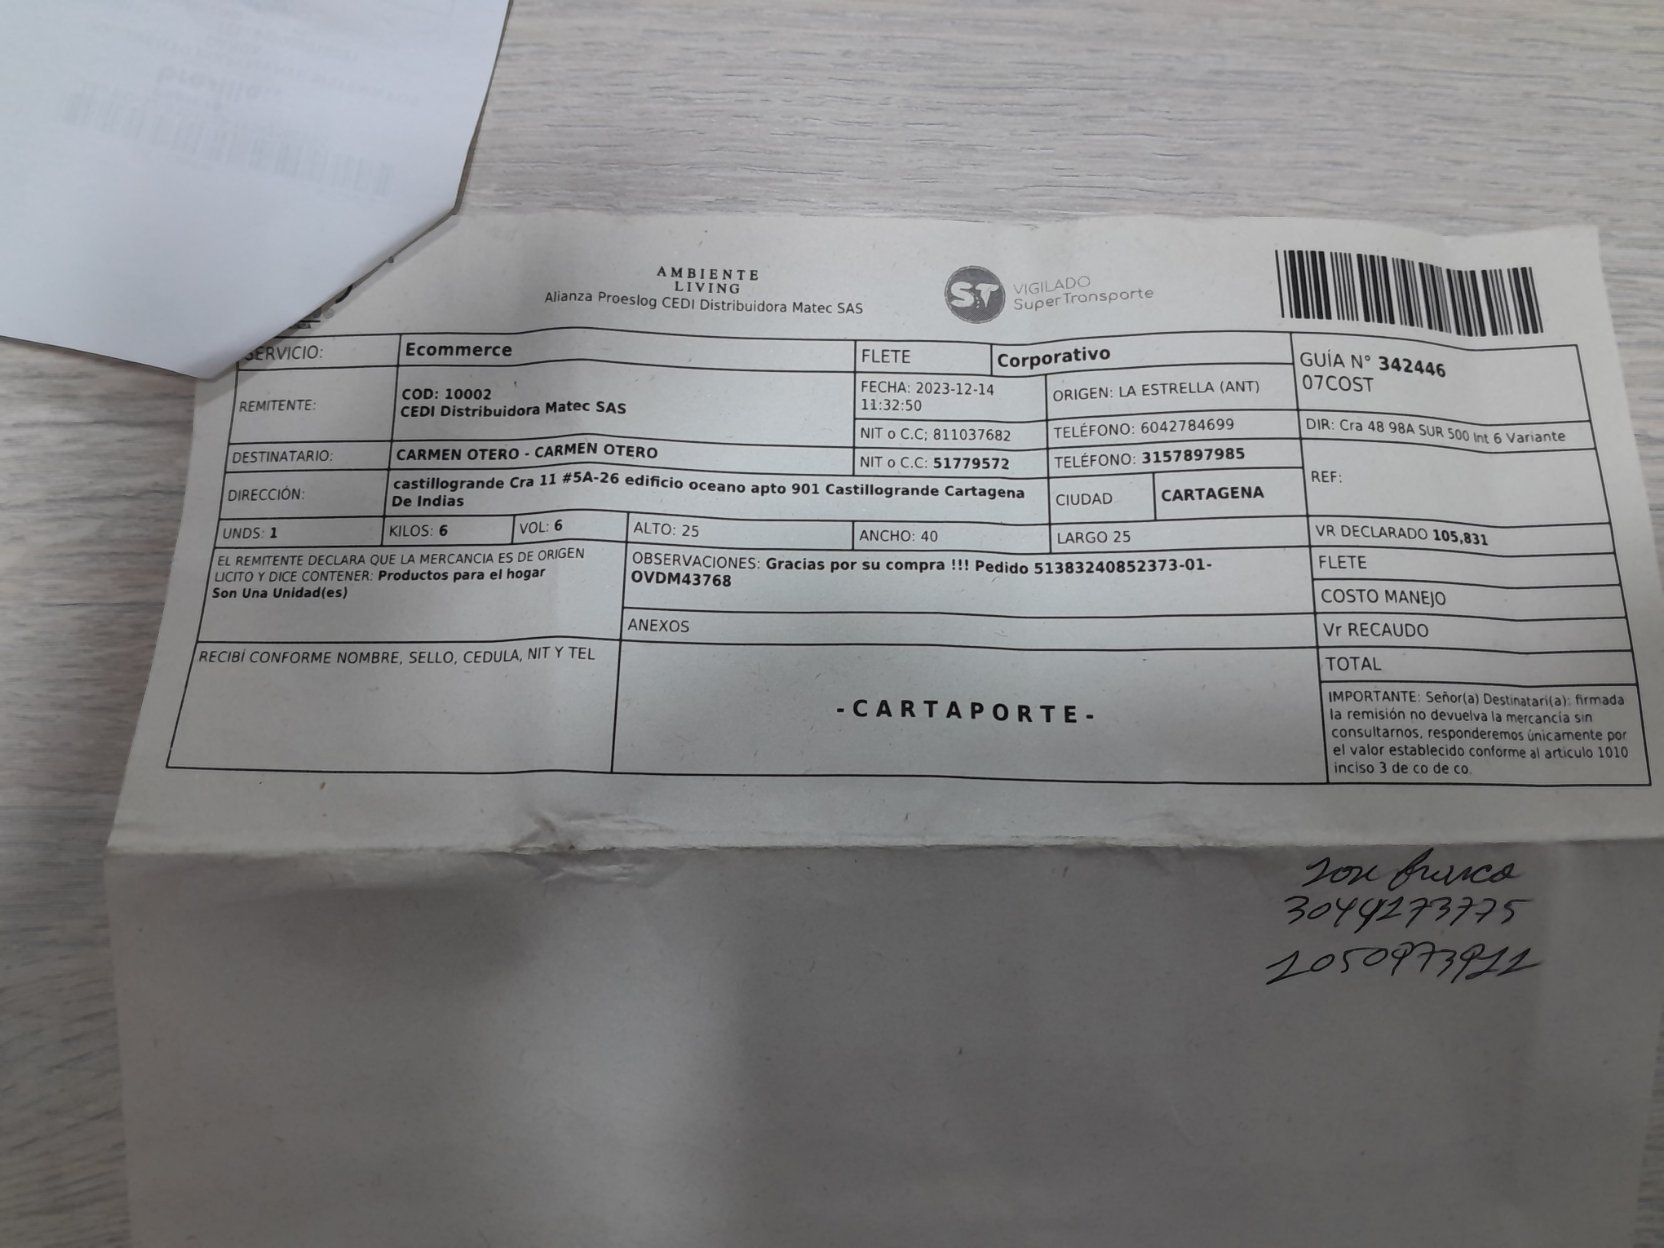 AMBIENTE
LIVING
Alianza Proeslog CEDI Distribuidora Matec SAS
ST VIGILADO
SuperTransporte
SERVICIO: Ecommerce FLETE Corporativo
GUÍA N° 342446
07COST
REMITENTE: COD: 10002
CEDI Distribuidora Matec SAS
FECHA: 2023-12-14
11:32:50
ORIGEN: LA ESTRELLA (ANT)
NIT o C.C; 811037682 TELÉFONO: 6042784699 DIR: Cra 48 98A SUR 500 Int 6 Variante
DESTINATARIO: CARMEN OTERO - CARMEN OTERO NIT o C.C: 51779572 TELÉFONO: 3157897985
REF:
DIRECCIÓN: castillogrande Cra 11 #5A-26 edificio oceano apto 901 Castillogrande Cartagena
De Indias
CIUDAD CARTAGENA
UNDS: 1 KILOS: 6 VOL: 6 ALTO: 25 ANCHO: 40 LARGO 25 VR DECLARADO 105,831
EL REMITENTE DECLARA QUE LA MERCANCIA ES DE ORIGEN
LICITO Y DICE CONTENER: Productos para el hogar
Son Una Unidad(es)
OBSERVACIONES: Gracias por su compra !!! Pedido 51383240852373-01-
OVDM43768
FLETE
COSTO MANEJO
ANEXOS
Vr RECAUDO
RECIBÍ CONFORME NOMBRE, SELLO, CEDULA, NIT Y TEL
TOTAL
-CARTAPORTE-
IMPORTANTE: Señor(a) Destinatari(a): firmada
la remisión no devuelva la mercancía sin
consultarnos, responderemos únicamente por
el valor establecido conforme al articulo 1010
inciso 3 de co de co.
3044273775